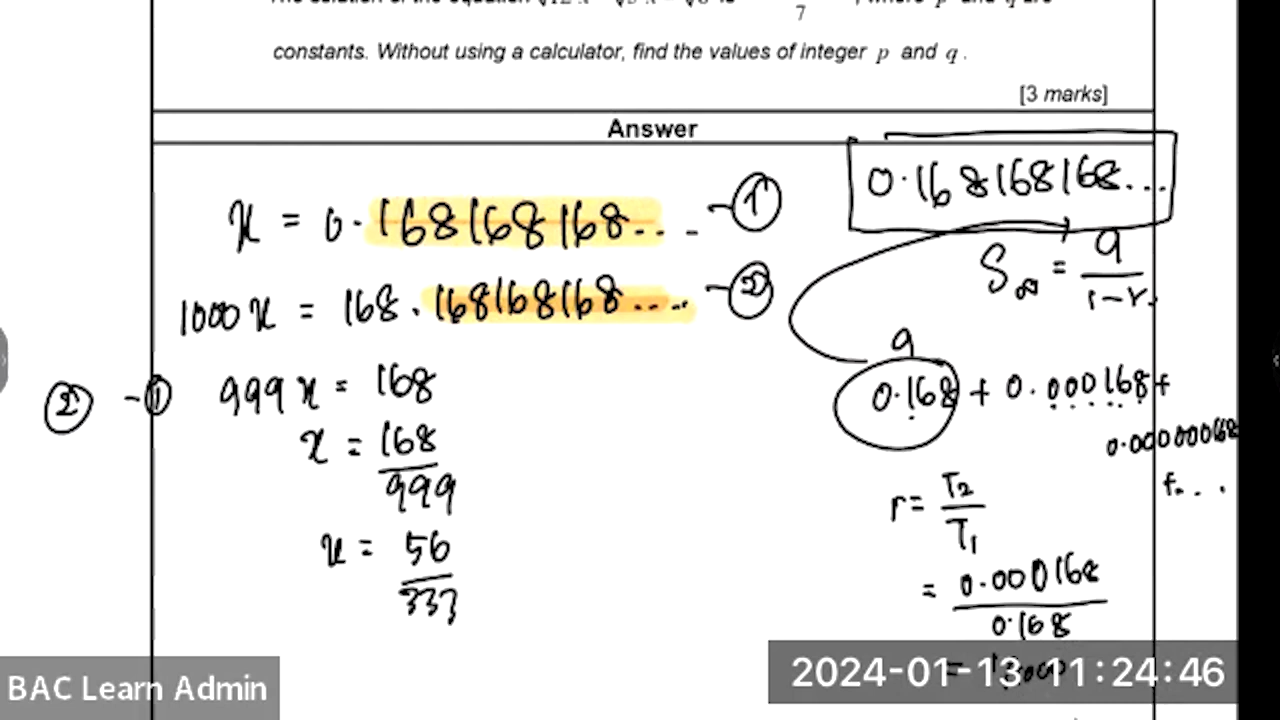 7
constants. Without using a calculator, find the values of integer p and q .
[3 marks]
Answer
x = 0.168168168... - ①
1000x = 168.168168168.... - ②
② - ① 999x = 168
x = 168
999
x = 56
333
0.168168168...
S∞ = a
1-r.
a
0.168 + 0.000168+
+...
r = T2
T1
= 0.000168
0.168
2024-01-13 11:24:46
BAC Learn Admin